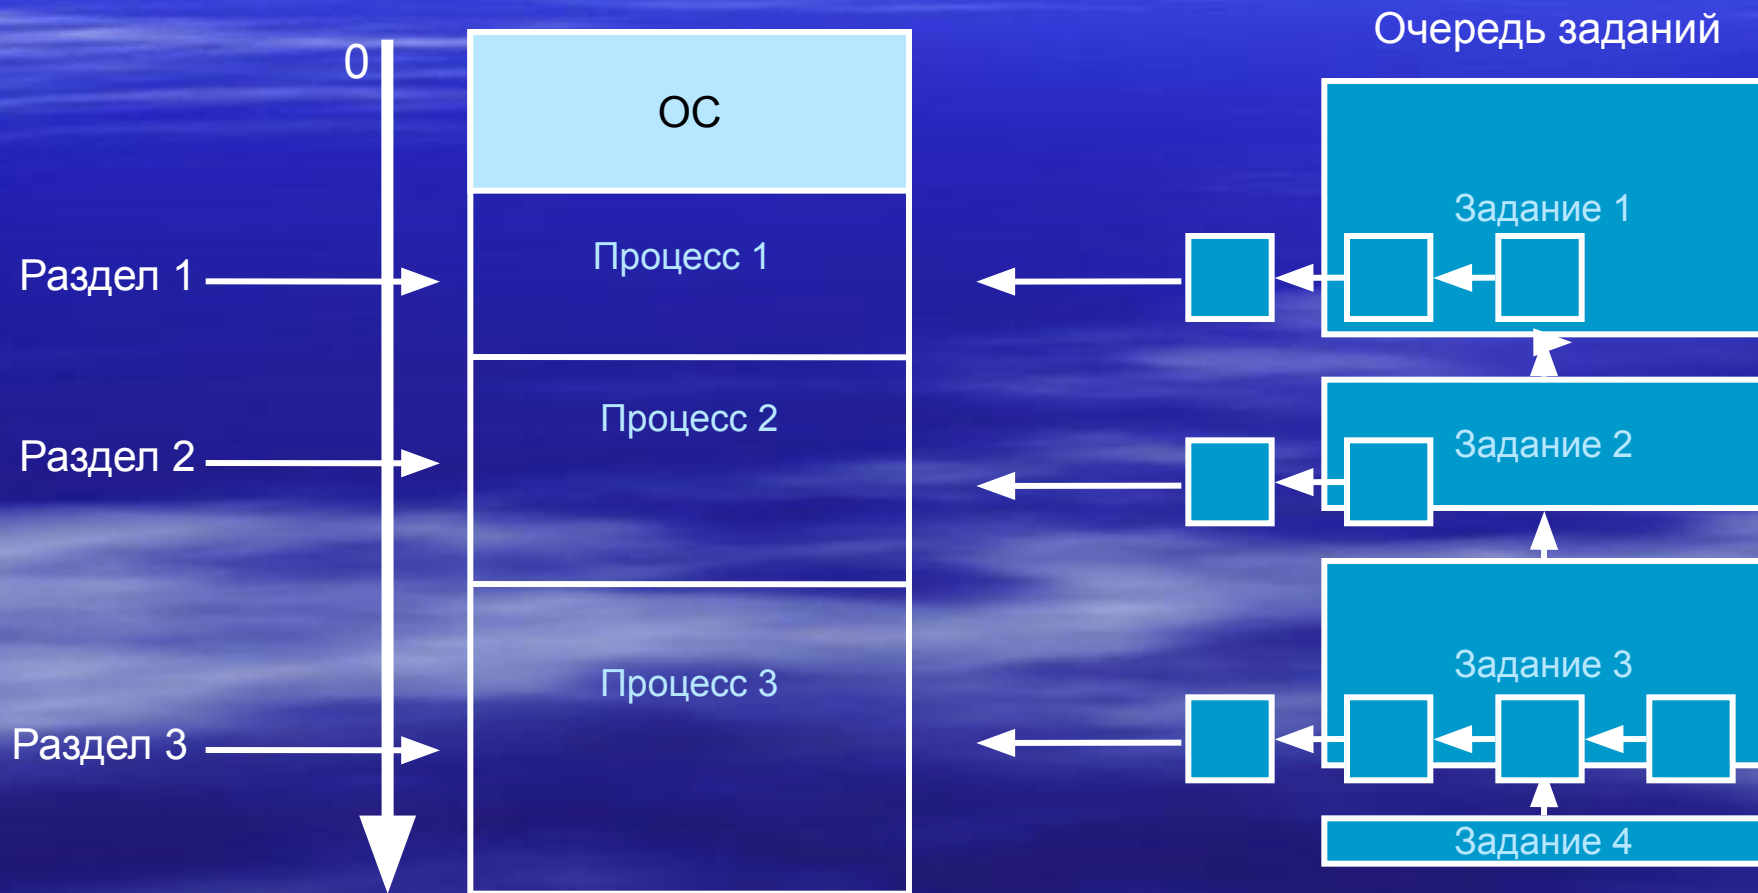 Очередь заданий
0
ОС
Задание 1
Процесс 1
Раздел 1
Процесс 2
Задание 2
Раздел 2
Задание 3
Процесс 3
Раздел 3
Задание 4